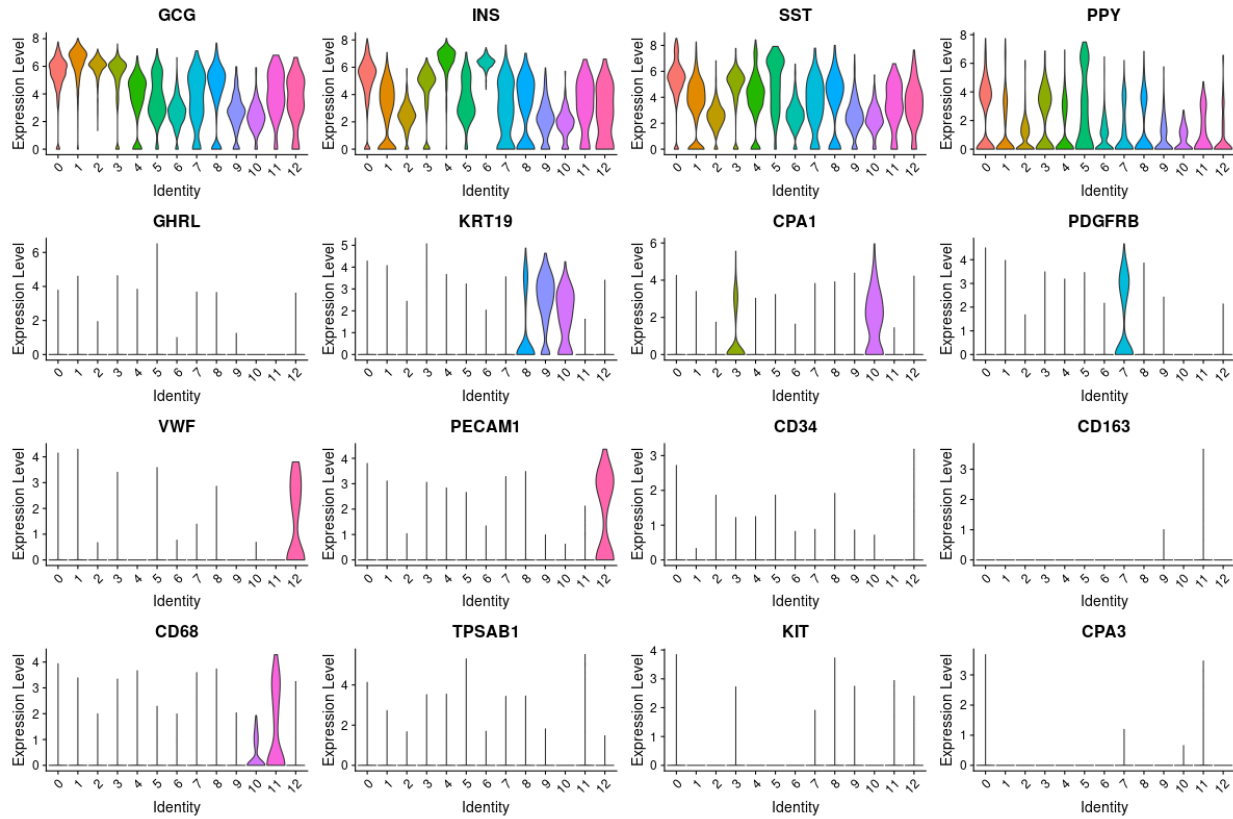 GCG INS SST PPY
Expression Level 8 6 4 2 0 Expression Level 8 6 4 2 0 Expression Level 8 6 4 2 0 Expression Level 8 6 4 2 0
0 1 2 3 4 5 6 7 8 9 10 11 12 0 1 2 3 4 5 6 7 8 9 10 11 12 0 1 2 3 4 5 6 7 8 9 10 11 12 0 1 2 3 4 5 6 7 8 9 10 11 12
Identity Identity Identity Identity
GHRL KRT19 CPA1 PDGFRB
Expression Level 6 4 2 0 Expression Level 5 4 3 2 1 0 Expression Level 6 4 2 0 Expression Level 4 3 2 1 0
0 1 2 3 4 5 6 7 8 9 10 11 12 0 1 2 3 4 5 6 7 8 9 10 11 12 0 1 2 3 4 5 6 7 8 9 10 11 12 0 1 2 3 4 5 6 7 8 9 10 11 12
Identity Identity Identity Identity
VWF PECAM1 CD34 CD163
Expression Level 4 3 2 1 0 Expression Level 4 3 2 1 0 Expression Level 3 2 1 0 Expression Level 3 2 1 0
0 1 2 3 4 5 6 7 8 9 10 11 12 0 1 2 3 4 5 6 7 8 9 10 11 12 0 1 2 3 4 5 6 7 8 9 10 11 12 0 1 2 3 4 5 6 7 8 9 10 11 12
Identity Identity Identity Identity
CD68 TPSAB1 KIT CPA3
Expression Level 4 3 2 1 0 Expression Level 4 2 0 Expression Level 4 3 2 1 0 Expression Level 3 2 1 0
0 1 2 3 4 5 6 7 8 9 10 11 12 0 1 2 3 4 5 6 7 8 9 10 11 12 0 1 2 3 4 5 6 7 8 9 10 11 12 0 1 2 3 4 5 6 7 8 9 10 11 12
Identity Identity Identity Identity